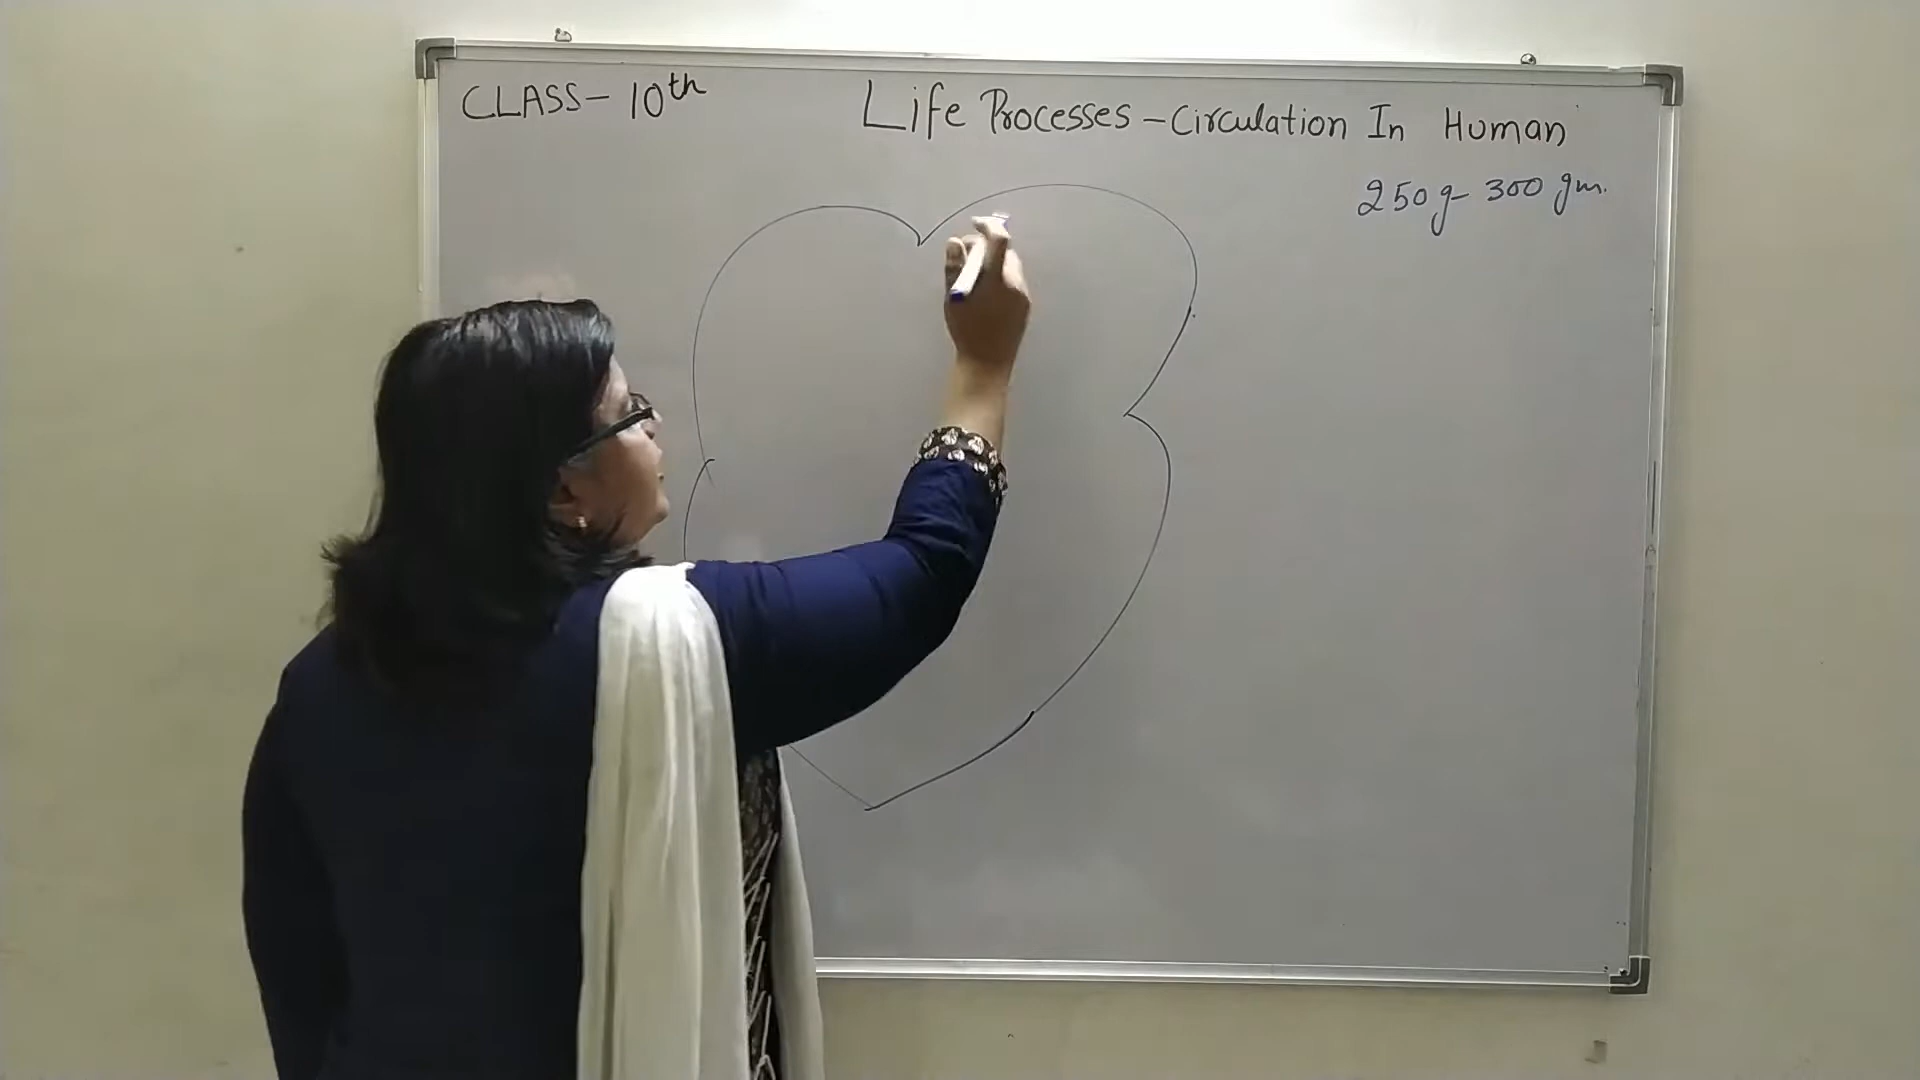 CLASS- 10th
Life Processes - Circulation In Human
250g- 300 gm.